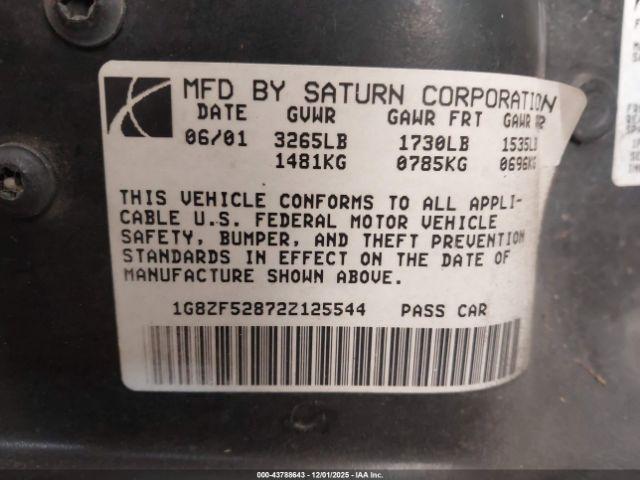 MFD BY SATURN CORPORATION
DATE GVWR GAWR FRT GAWR RR
06/01 3265LB 1730LB 1535LB
1481KG 0785KG 0696KG
THIS VEHICLE CONFORMS TO ALL APPLI-
CABLE U.S. FEDERAL MOTOR VEHICLE
SAFETY, BUMPER, AND THEFT PREVENTION
STANDARDS IN EFFECT ON THE DATE OF
MANUFACTURE SHOWN ABOVE.
1G8ZF52872Z125544 PASS CAR
000-43788643 - 12/01/2025 - IAAI.com